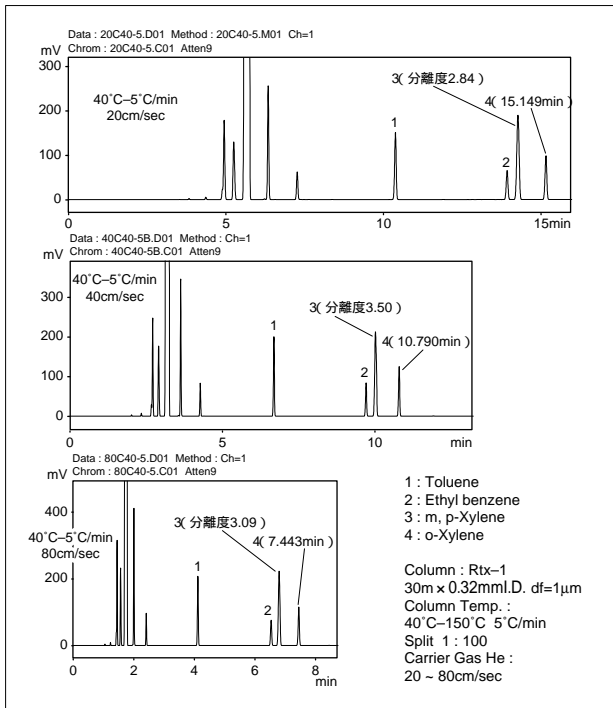 Data : 20C40-5.D01 Method : 20C40-5.M01 Ch=1
Chrom : 20C40-5.C01 Atten9
mV
300
200
100
0
40˚C–5˚C/min
20cm/sec
1
2
3( 分離度2.84 )
4( 15.149min )
0 5 10 15min
Data : 40C40-5B.D01 Method : Ch=1
Chrom : 40C40-5B.C01 Atten9
mV
300
200
100
0
40˚C–5˚C/min
40cm/sec
1
2
3( 分離度3.50 )
4( 10.790min )
0 5 10 min
Data : 80C40-5.D01 Method : Ch=1
Chrom : 80C40-5.C01 Atten9
mV
400
200
0
40˚C–5˚C/min
80cm/sec
1
2
3( 分離度3.09 )
4( 7.443min )
0 2 4 6 8
min
1 : Toluene
2 : Ethyl benzene
3 : m, p-Xylene
4 : o-Xylene
Column : Rtx–1
30m × 0.32mmI.D. df=1μm
Column Temp. :
40˚C–150˚C 5˚C/min
Split 1 : 100
Carrier Gas He :
20 ~ 80cm/sec